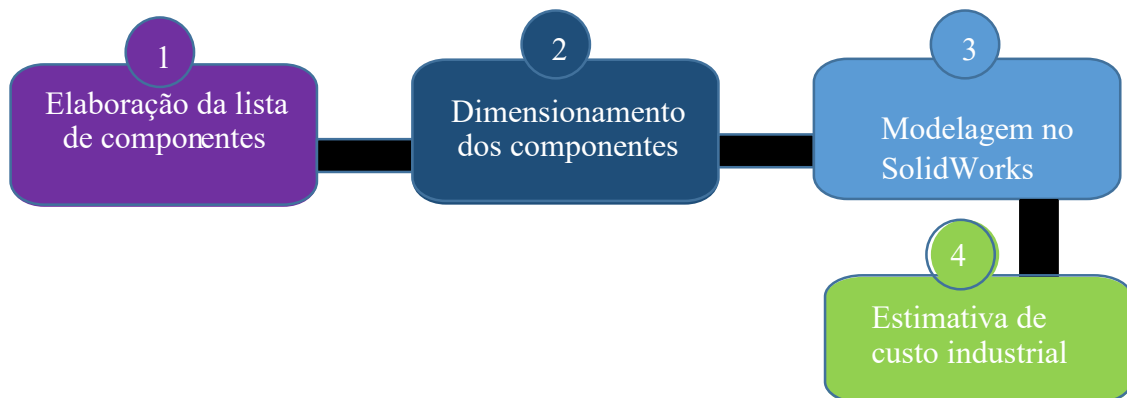 1
Elaboração da lista
de componentes
2
Dimensionamento
dos componentes
3
Modelagem no
SolidWorks
4
Estimativa de
custo industrial